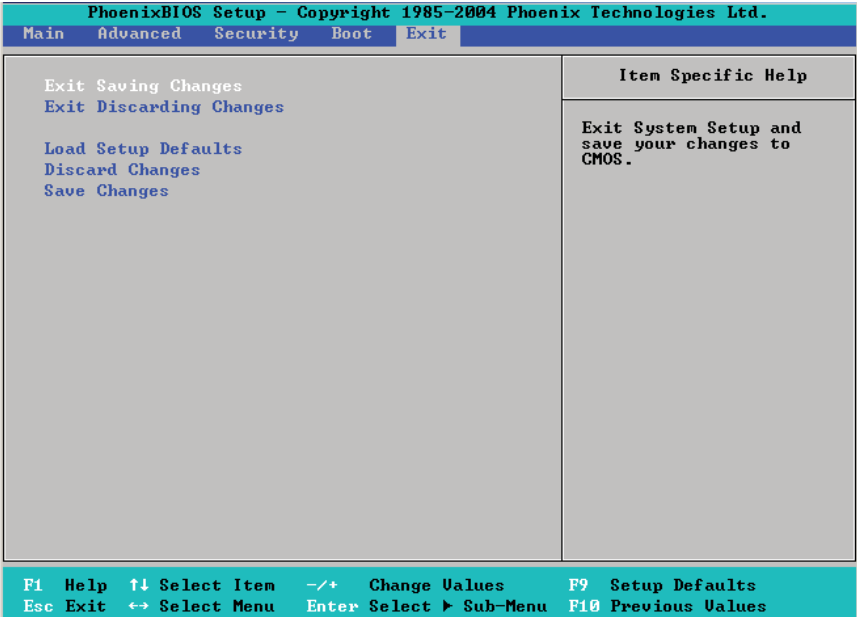 PhoenixBIOS Setup - Copyright 1985-2004 Phoenix Technologies Ltd.
Main Advanced Security Boot Exit
Exit Saving Changes
Exit Discarding Changes
Load Setup Defaults
Discard Changes
Save Changes
Item Specific Help
Exit System Setup and
save your changes to
CMOS.
F1 Help ↑↓ Select Item -/+ Change Values F9 Setup Defaults
Esc Exit ↔ Select Menu Enter Select ▶ Sub-Menu F10 Previous Values